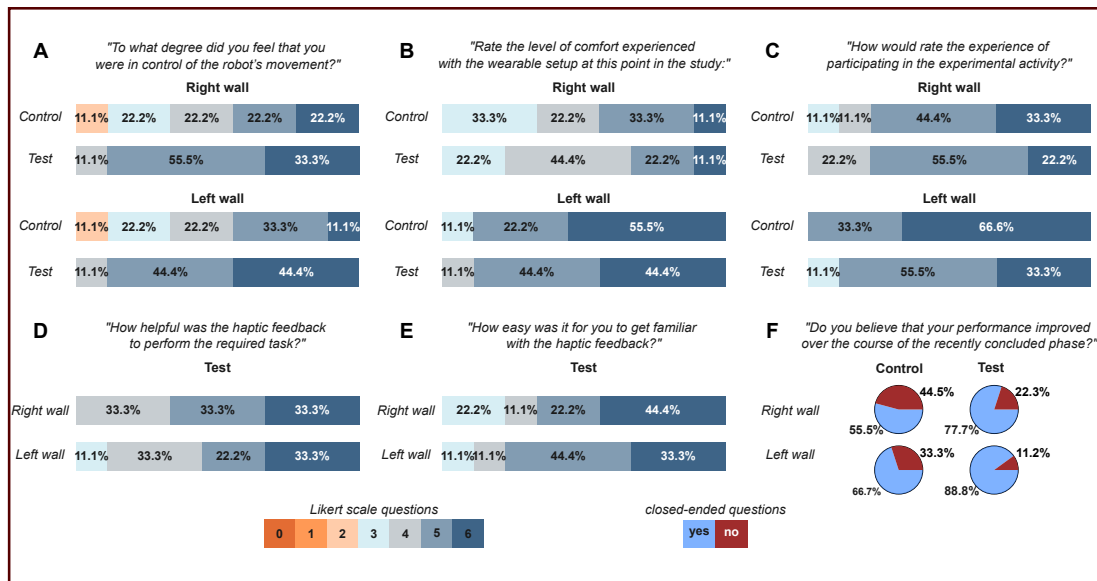 A
"To what degree did you feel that you
were in control of the robot's movement?"
Right wall
Control
11.1% 22.2% 22.2% 22.2% 22.2%
Test
11.1% 55.5% 33.3%
Left wall
Control
11.1% 22.2% 22.2% 33.3% 11.1%
Test
11.1% 44.4% 44.4%
B
"Rate the level of comfort experienced
with the wearable setup at this point in the study:"
Right wall
Control
33.3% 22.2% 33.3% 11.1%
Test
22.2% 44.4% 22.2% 11.1%
Left wall
Control
11.1% 22.2% 55.5%
Test
11.1% 44.4% 44.4%
C
"How would rate the experience of
participating in the experimental activity?"
Right wall
Control
11.1% 11.1% 44.4% 33.3%
Test
22.2% 55.5% 22.2%
Left wall
Control
33.3% 66.6%
Test
11.1% 55.5% 33.3%
D
"How helpful was the haptic feedback
to perform the required task?"
Test
Right wall
33.3% 33.3% 33.3%
Left wall
11.1% 33.3% 22.2% 33.3%
E
"How easy was it for you to get familiar
with the haptic feedback?"
Test
Right wall
22.2% 11.1% 22.2% 44.4%
Left wall
11.1% 11.1% 44.4% 33.3%
F
"Do you believe that your performance improved
over the course of the recently concluded phase?"
Control Test
Right wall
44.5% 22.3%
55.5% 77.7%
Left wall
33.3% 11.2%
66.7% 88.8%
Likert scale questions
0 1 2 3 4 5 6
closed-ended questions
yes no